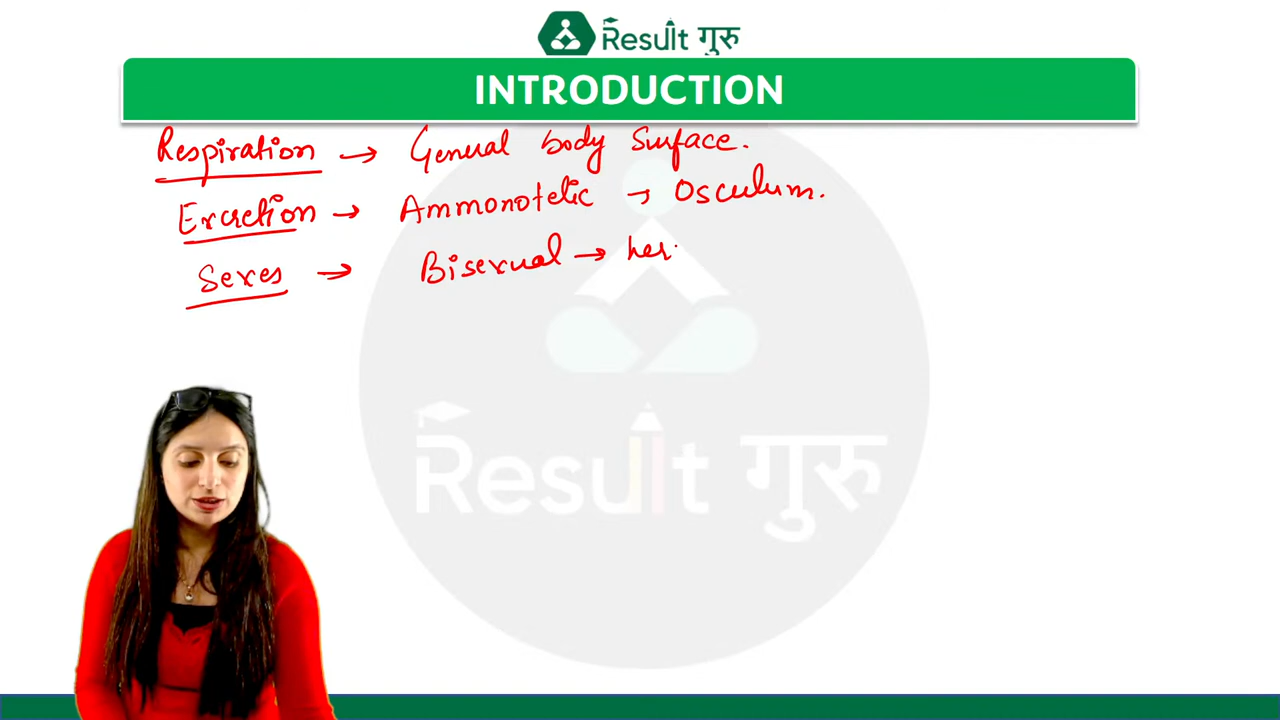 Result गुरु
INTRODUCTION
Respiration → General body Surface.
Excretion → Ammonotelic → Osculum.
Sexes → Bisexual → her
Result गुरु